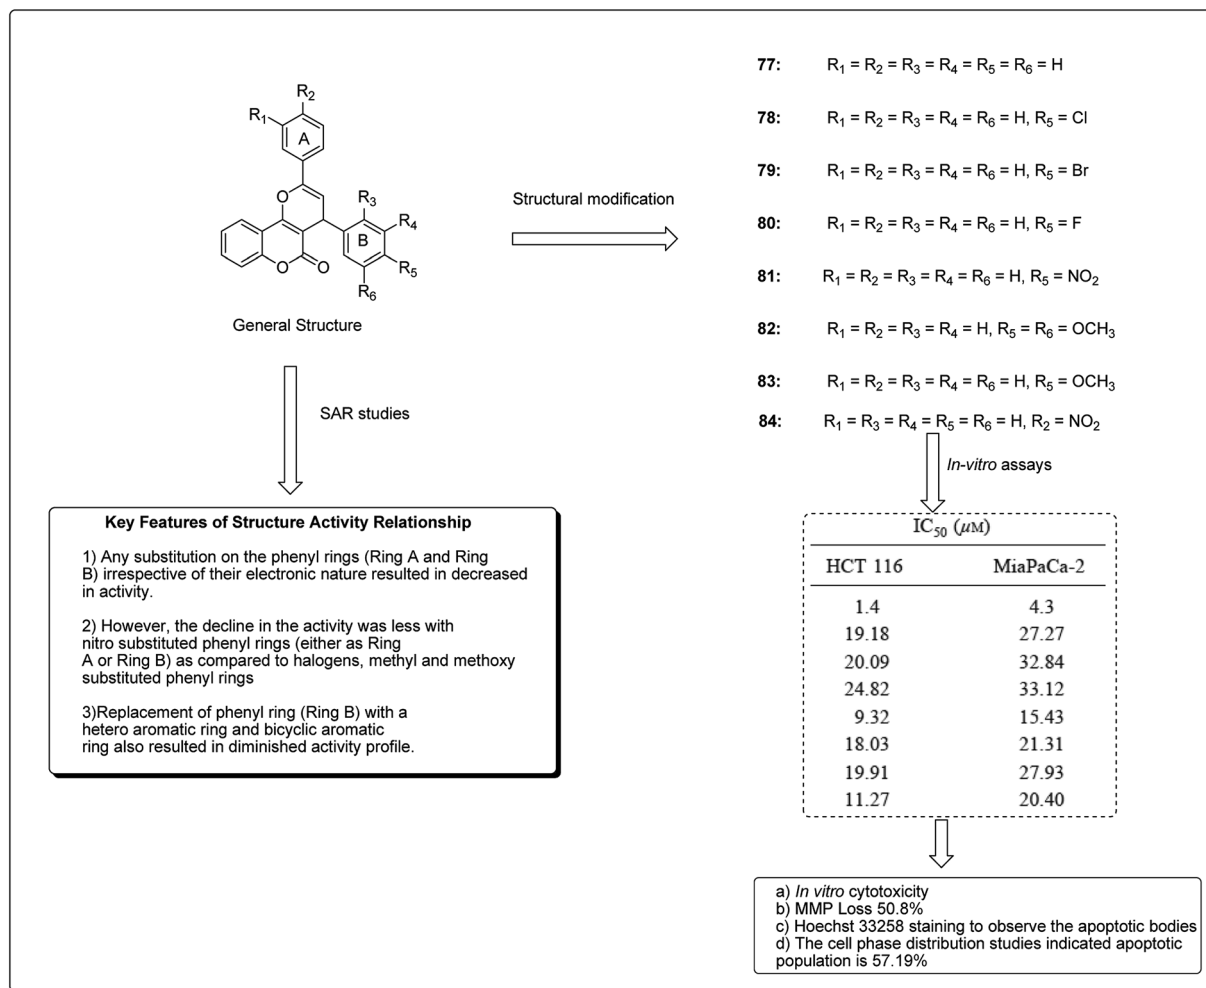 R1
R2
A
O
R3
R4
B
O
O
R5
R6
General Structure
Structural modification
77: R1 = R2 = R3 = R4 = R5 = R6 = H
78: R1 = R2 = R3 = R4 = R6 = H, R5 = Cl
79: R1 = R2 = R3 = R4 = R6 = H, R5 = Br
80: R1 = R2 = R3 = R4 = R6 = H, R5 = F
81: R1 = R2 = R3 = R4 = R6 = H, R5 = NO2
82: R1 = R2 = R3 = R4 = H, R5 = R6 = OCH3
83: R1 = R2 = R3 = R4 = R6 = H, R5 = OCH3
84: R1 = R3 = R4 = R5 = R6 = H, R2 = NO2
SAR studies
Key Features of Structure Activity Relationship
1) Any substitution on the phenyl rings (Ring A and Ring
B) irrespective of their electronic nature resulted in decreased
in activity.
2) However, the decline in the activity was less with
nitro substituted phenyl rings (either as Ring
A or Ring B) as compared to halogens, methyl and methoxy
substituted phenyl rings
3)Replacement of phenyl ring (Ring B) with a
hetero aromatic ring and bicyclic aromatic
ring also resulted in diminished activity profile.
In-vitro assays
IC50 (μM)
HCT 116 MiaPaCa-2
1.4 4.3
19.18 27.27
20.09 32.84
24.82 33.12
9.32 15.43
18.03 21.31
19.91 27.93
11.27 20.40
a) In vitro cytotoxicity
b) MMP Loss 50.8%
c) Hoechst 33258 staining to observe the apoptotic bodies
d) The cell phase distribution studies indicated apoptotic
population is 57.19%